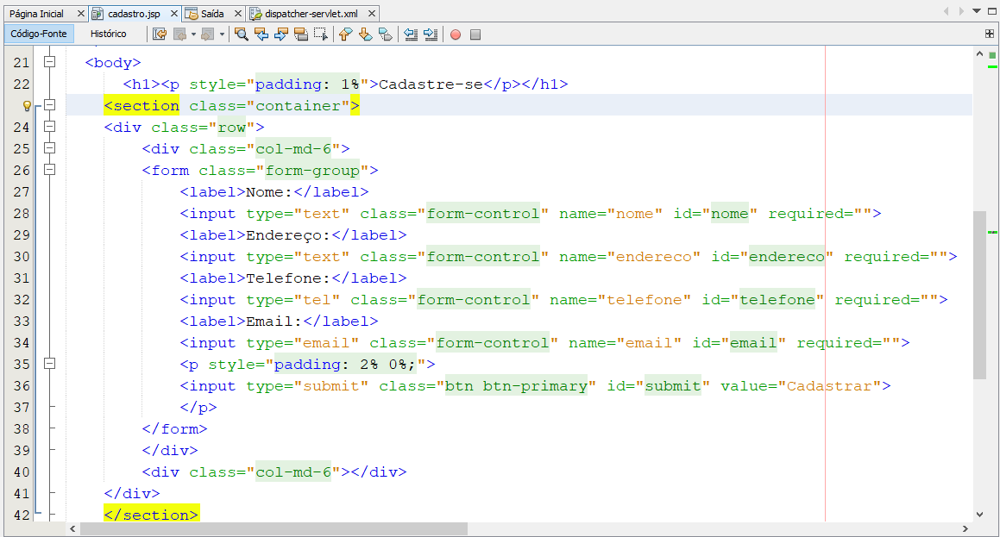 Página Inicial cadastro.jsp Saída dispatcher-servlet.xml
Código-Fonte Histórico
21 <body>
22 <h1><p style="padding: 1%">Cadastre-se</p></h1>
<section class="container">
24 <div class="row">
25 <div class="col-md-6">
26 <form class="form-group">
27 <label>Nome:</label>
28 <input type="text" class="form-control" name="nome" id="nome" required="">
29 <label>Endereço:</label>
30 <input type="text" class="form-control" name="endereco" id="endereco" required="">
31 <label>Telefone:</label>
32 <input type="tel" class="form-control" name="telefone" id="telefone" required="">
33 <label>Email:</label>
34 <input type="email" class="form-control" name="email" id="email" required="">
35 <p style="padding: 2% 0%;">
36 <input type="submit" class="btn btn-primary" id="submit" value="Cadastrar">
37 </p>
38 </form>
39 </div>
40 <div class="col-md-6"></div>
41 </div>
42 </section>